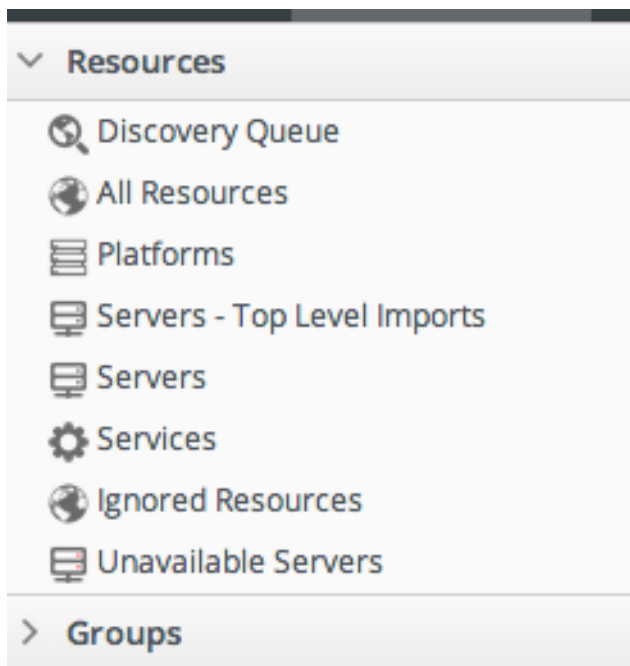 Resources
Discovery Queue
All Resources
Platforms
Servers - Top Level Imports
Servers
Services
Ignored Resources
Unavailable Servers
Groups